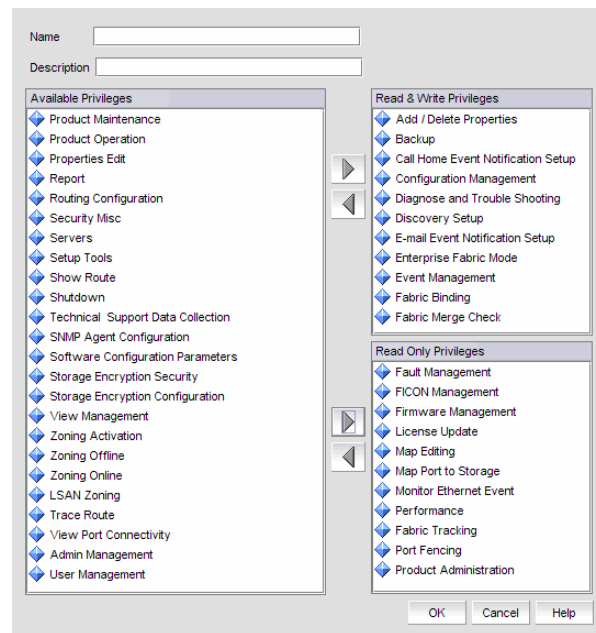 Name
Description
Available Privileges
Product Maintenance
Product Operation
Properties Edit
Report
Routing Configuration
Security Misc
Servers
Setup Tools
Show Route
Shutdown
Technical Support Data Collection
SNMP Agent Configuration
Software Configuration Parameters
Storage Encryption Security
Storage Encryption Configuration
View Management
Zoning Activation
Zoning Offline
Zoning Online
LSAN Zoning
Trace Route
View Port Connectivity
Admin Management
User Management
Read & Write Privileges
Add / Delete Properties
Backup
Call Home Event Notification Setup
Configuration Management
Diagnose and Trouble Shooting
Discovery Setup
E-mail Event Notification Setup
Enterprise Fabric Mode
Event Management
Fabric Binding
Fabric Merge Check
Read Only Privileges
Fault Management
FICON Management
Firmware Management
License Update
Map Editing
Map Port to Storage
Monitor Ethernet Event
Performance
Fabric Tracking
Port Fencing
Product Administration
OK Cancel Help